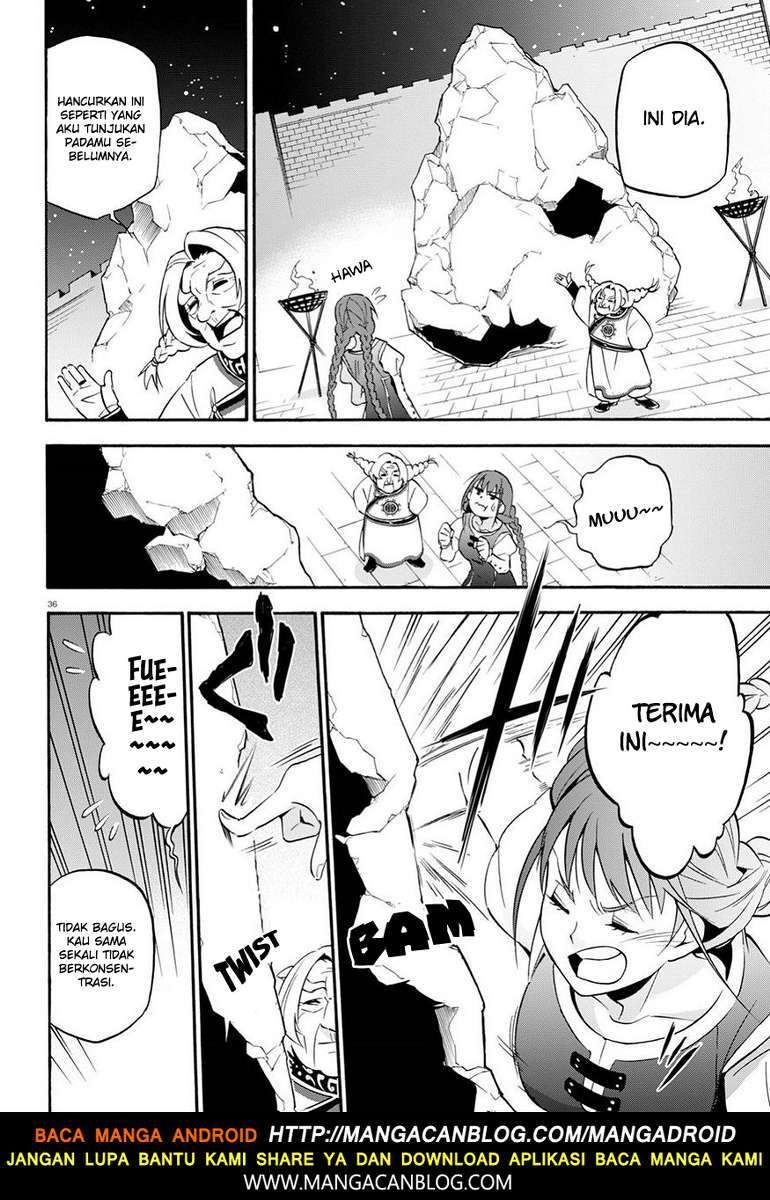 INI DIA.
HAWA
HANCURKAN INI
SEPERTI YANG
AKU TUNJUKAN
PADAMU SE-
BELUMNYA.
MUUU~~
36
TERIMA
INI~~~~~!
BAM
TWIST
FUE-
EEE-
E~~
~~~
~~
TIDAK BAGUS.
KAU SAMA
SEKALI TIDAK
BERKONSEN-
TRASI.
BACA MANGA ANDROID HTTP://MANGACANBLOG.COM/MANGADROID
JANGAN LUPA BANTU KAMI SHARE YA DAN DOWNLOAD APLIKASI BACA MANGA KAMI
WWW.MANGACANBLOG.COM